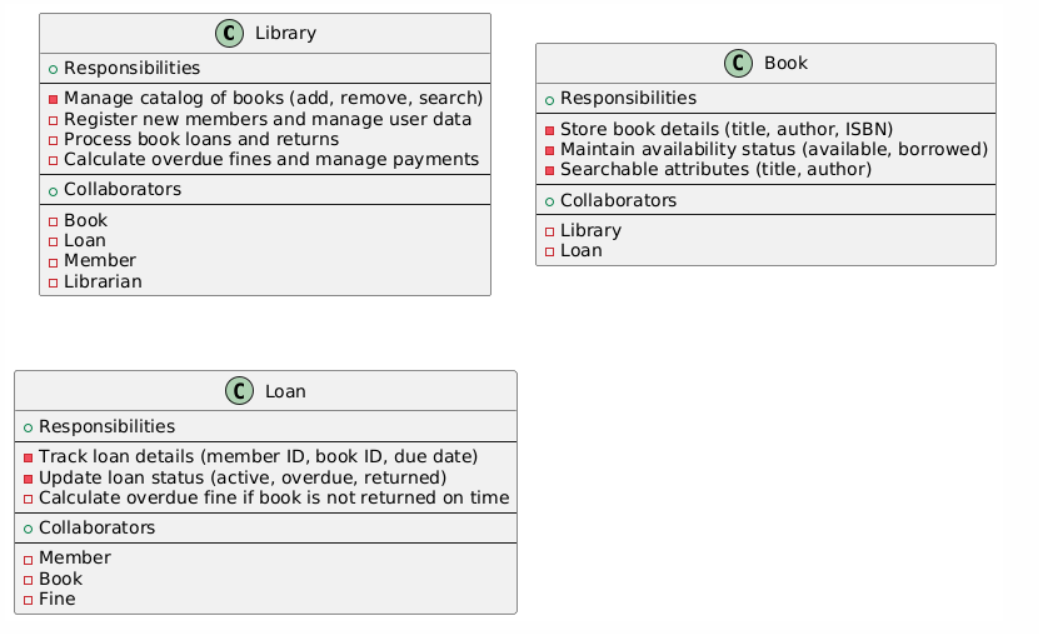 C Library
Responsibilities
Manage catalog of books (add, remove, search)
Register new members and manage user data
Process book loans and returns
Calculate overdue fines and manage payments
Collaborators
Book
Loan
Member
Librarian
C Book
Responsibilities
Store book details (title, author, ISBN)
Maintain availability status (available, borrowed)
Searchable attributes (title, author)
Collaborators
Library
Loan
C Loan
Responsibilities
Track loan details (member ID, book ID, due date)
Update loan status (active, overdue, returned)
Calculate overdue fine if book is not returned on time
Collaborators
Member
Book
Fine